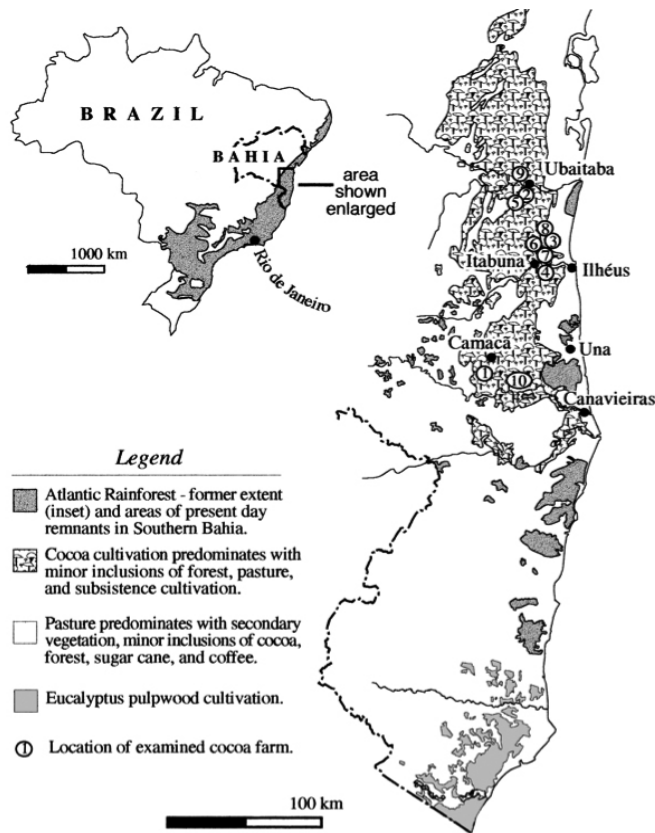 BRAZIL
BAHIA
area
shown
enlarged
1000 km
Rio de Janeiro
9
Ubaitaba
2
5
8
6
3
7
Itabuna
4
Ilhéus
Camacã
Una
1
10
Canavieiras
Legend
Atlantic Rainforest - former extent
(inset) and areas of present day
remnants in Southern Bahia.
Cocoa cultivation predominates with
minor inclusions of forest, pasture,
and subsistence cultivation.
Pasture predominates with secondary
vegetation, minor inclusions of cocoa,
forest, sugar cane, and coffee.
Eucalyptus pulpwood cultivation.
1 Location of examined cocoa farm.
100 km